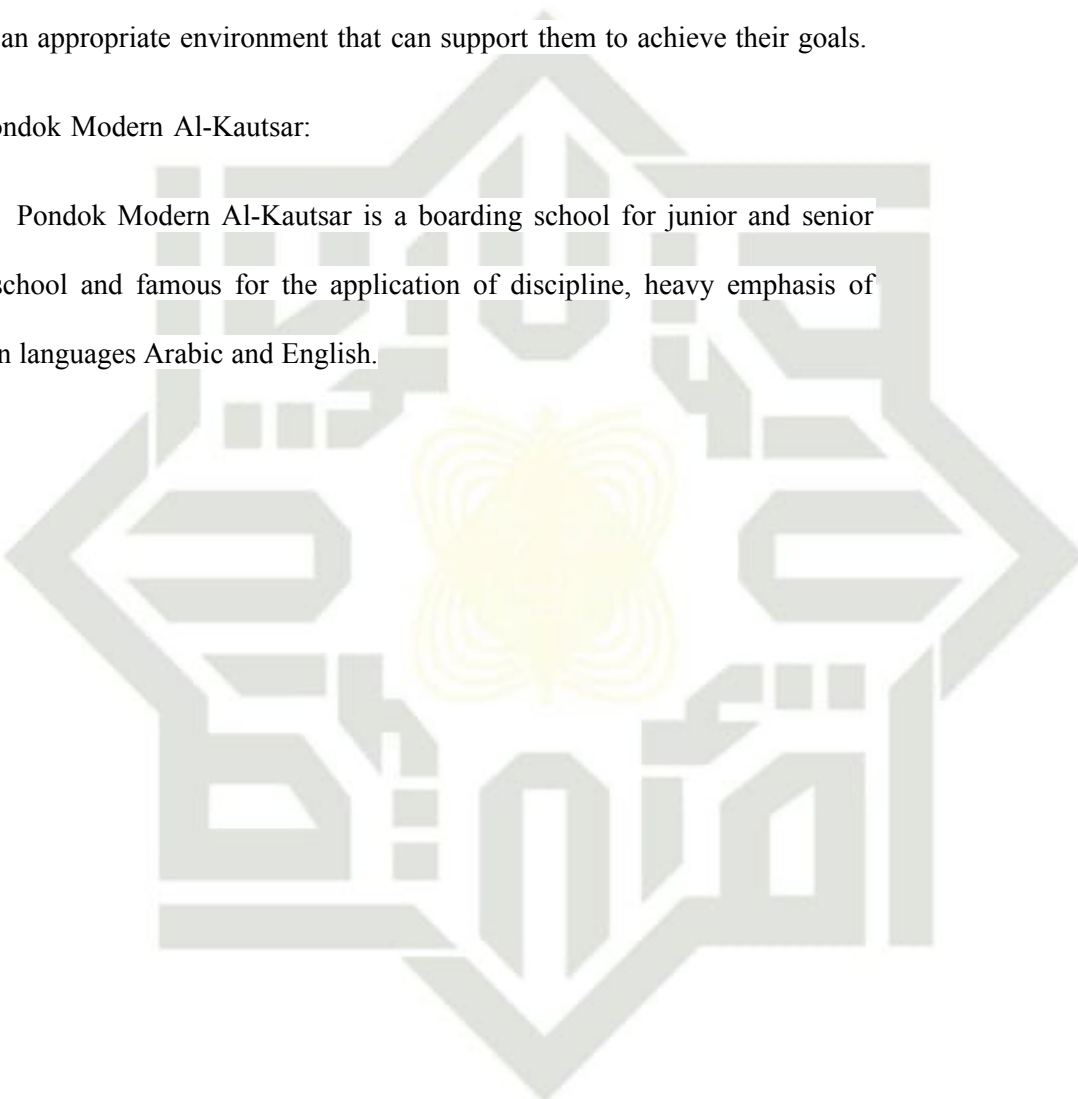 an appropriate environment that can support them to achieve their goals.
ondok Modern Al-Kautsar:
Pondok Modern Al-Kautsar is a boarding school for junior and senior
school and famous for the application of discipline, heavy emphasis of
n languages Arabic and English.